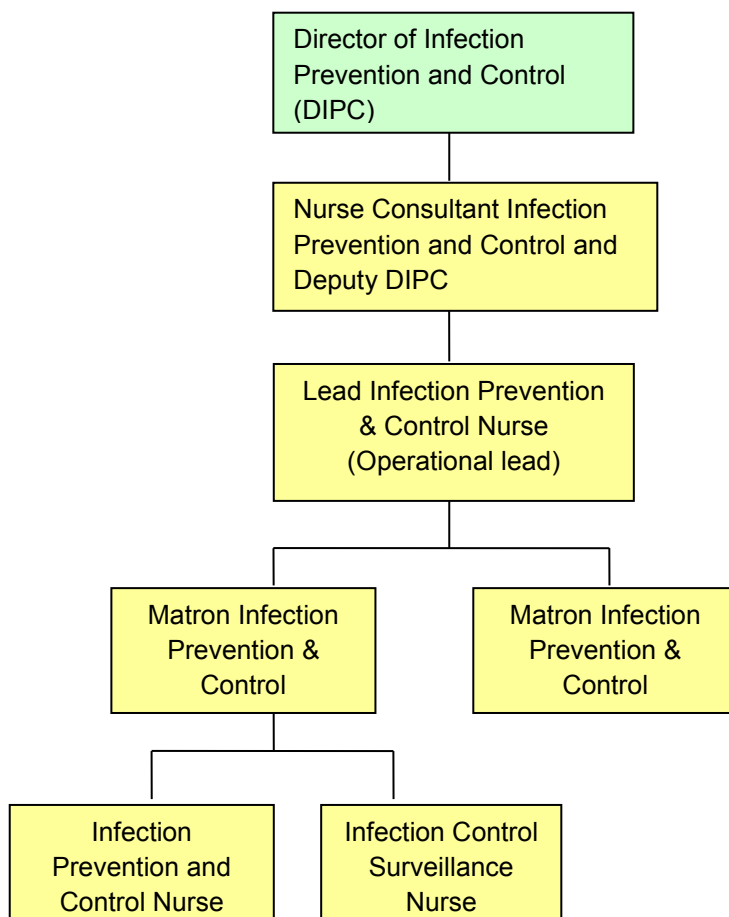 Director of Infection
Prevention and Control
(DIPC)
Nurse Consultant Infection
Prevention and Control and
Deputy DIPC
Lead Infection Prevention
& Control Nurse
(Operational lead)
Matron Infection
Prevention &
Control
Matron Infection
Prevention &
Control
Infection
Prevention and
Control Nurse
Infection Control
Surveillance
Nurse